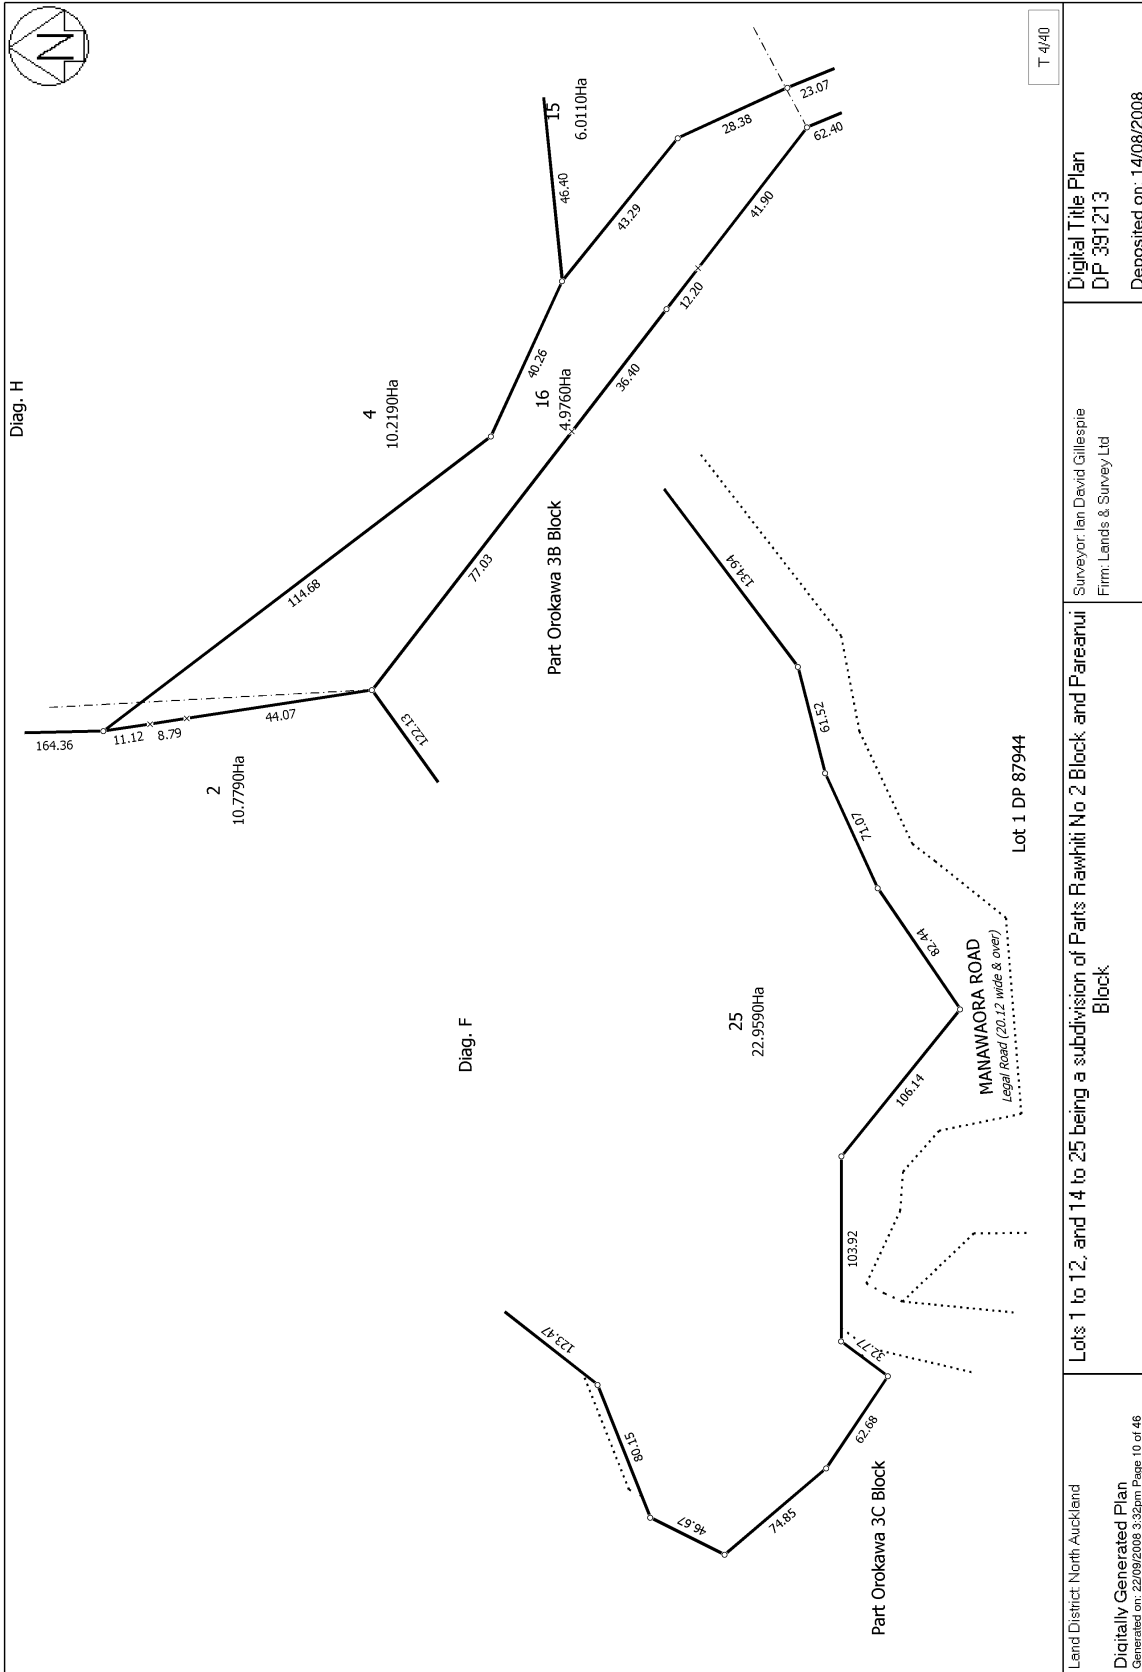 N
Diag. H
T 4/40
15
6.0110Ha
4
10.2190Ha
16
4.9760Ha
2
10.7790Ha
Part Orokawa 3B Block
164.36
11.12
8.79
44.07
122.13
114.68
77.03
40.26
36.40
46.40
43.29
12.20
41.90
28.38
23.07
62.40
Diag. F
25
22.9590Ha
Lot 1 DP 87944
MANAWAORA ROAD
Legal Road (20.12 wide & over)
Part Orokawa 3C Block
123.47
80.15
46.67
74.85
62.68
32.77
103.92
106.14
82.44
71.07
61.52
134.94
Land District: North Auckland
Digitally Generated Plan
Generated on: 22/09/2008 3:32pm Page 10 of 46
Lots 1 to 12, and 14 to 25 being a subdivision of Parts Rawhiti No 2 Block and Pareanui
Block
Surveyor: Ian David Gillespie
Firm: Lands & Survey Ltd
Digital Title Plan
DP 391213
Deposited on: 14/08/2008